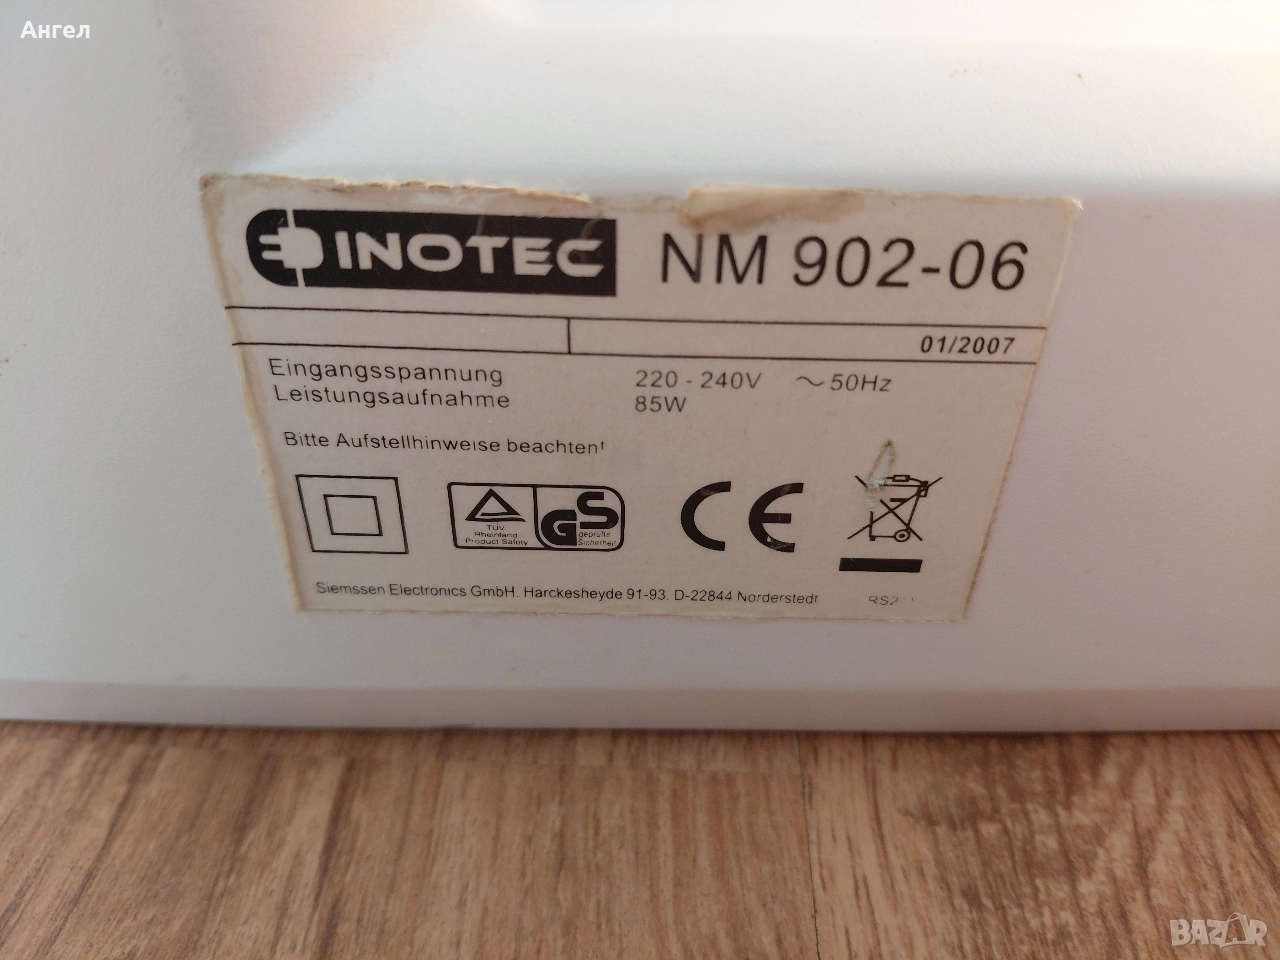 Ангел
INOTEC NM 902-06
01/2007
Eingangsspannung 220 - 240V ~ 50Hz
Leistungsaufnahme 85W
Bitte Aufstellhinweise beachten!
TÜV
Rheinland
Product Safety
GS
geprüfte
Sicherheit
CE
Siemssen Electronics GmbH. Harckesheyde 91-93. D-22844 Norderstedt
BAZAR